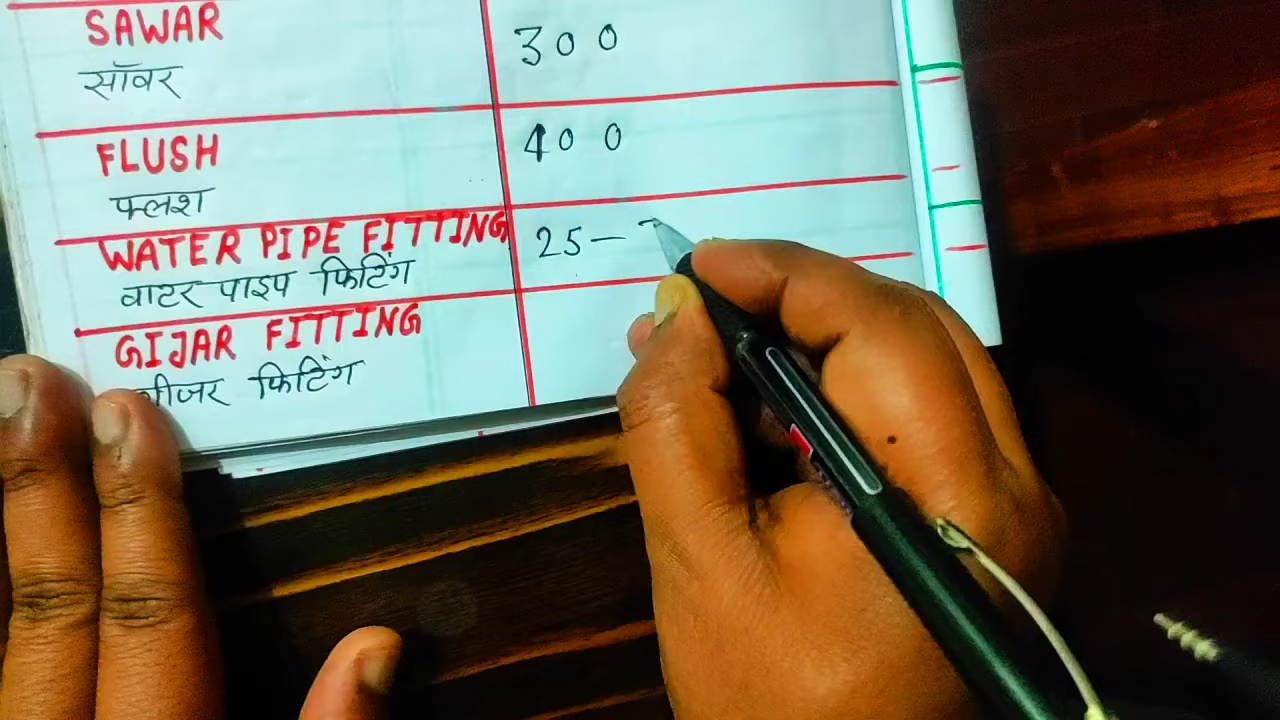 SAWAR
सॉवर
300
FLUSH
फ्लश
400
WATER PIPE FITTING
वाटर पाइप फिटिंग
25 –
GIJAR FITTING
फिटिंग